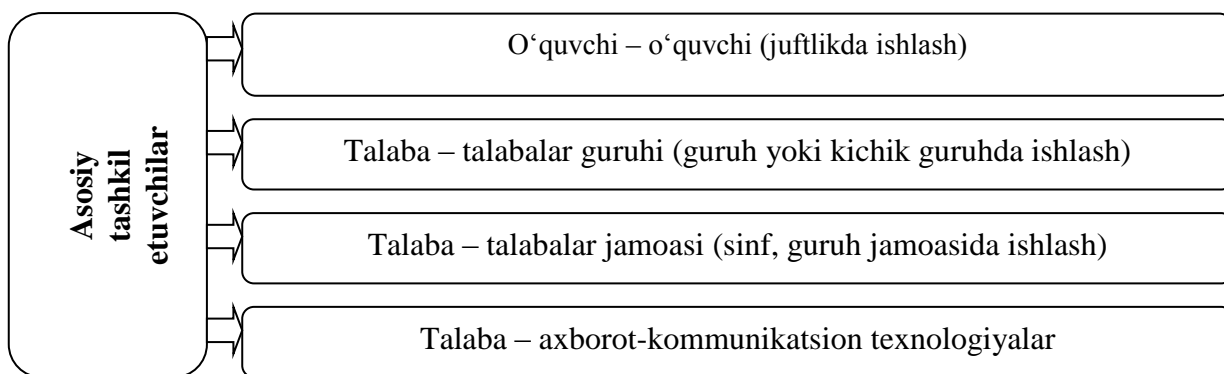 Asosiy
tashkil
etuvchilar
O‘quvchi – o‘quvchi (juftlikda ishlash)
Talaba – talabalar guruhi (guruh yoki kichik guruhda ishlash)
Talaba – talabalar jamoasi (sinf, guruh jamoasida ishlash)
Talaba – axborot-kommunikatsion texnologiyalar